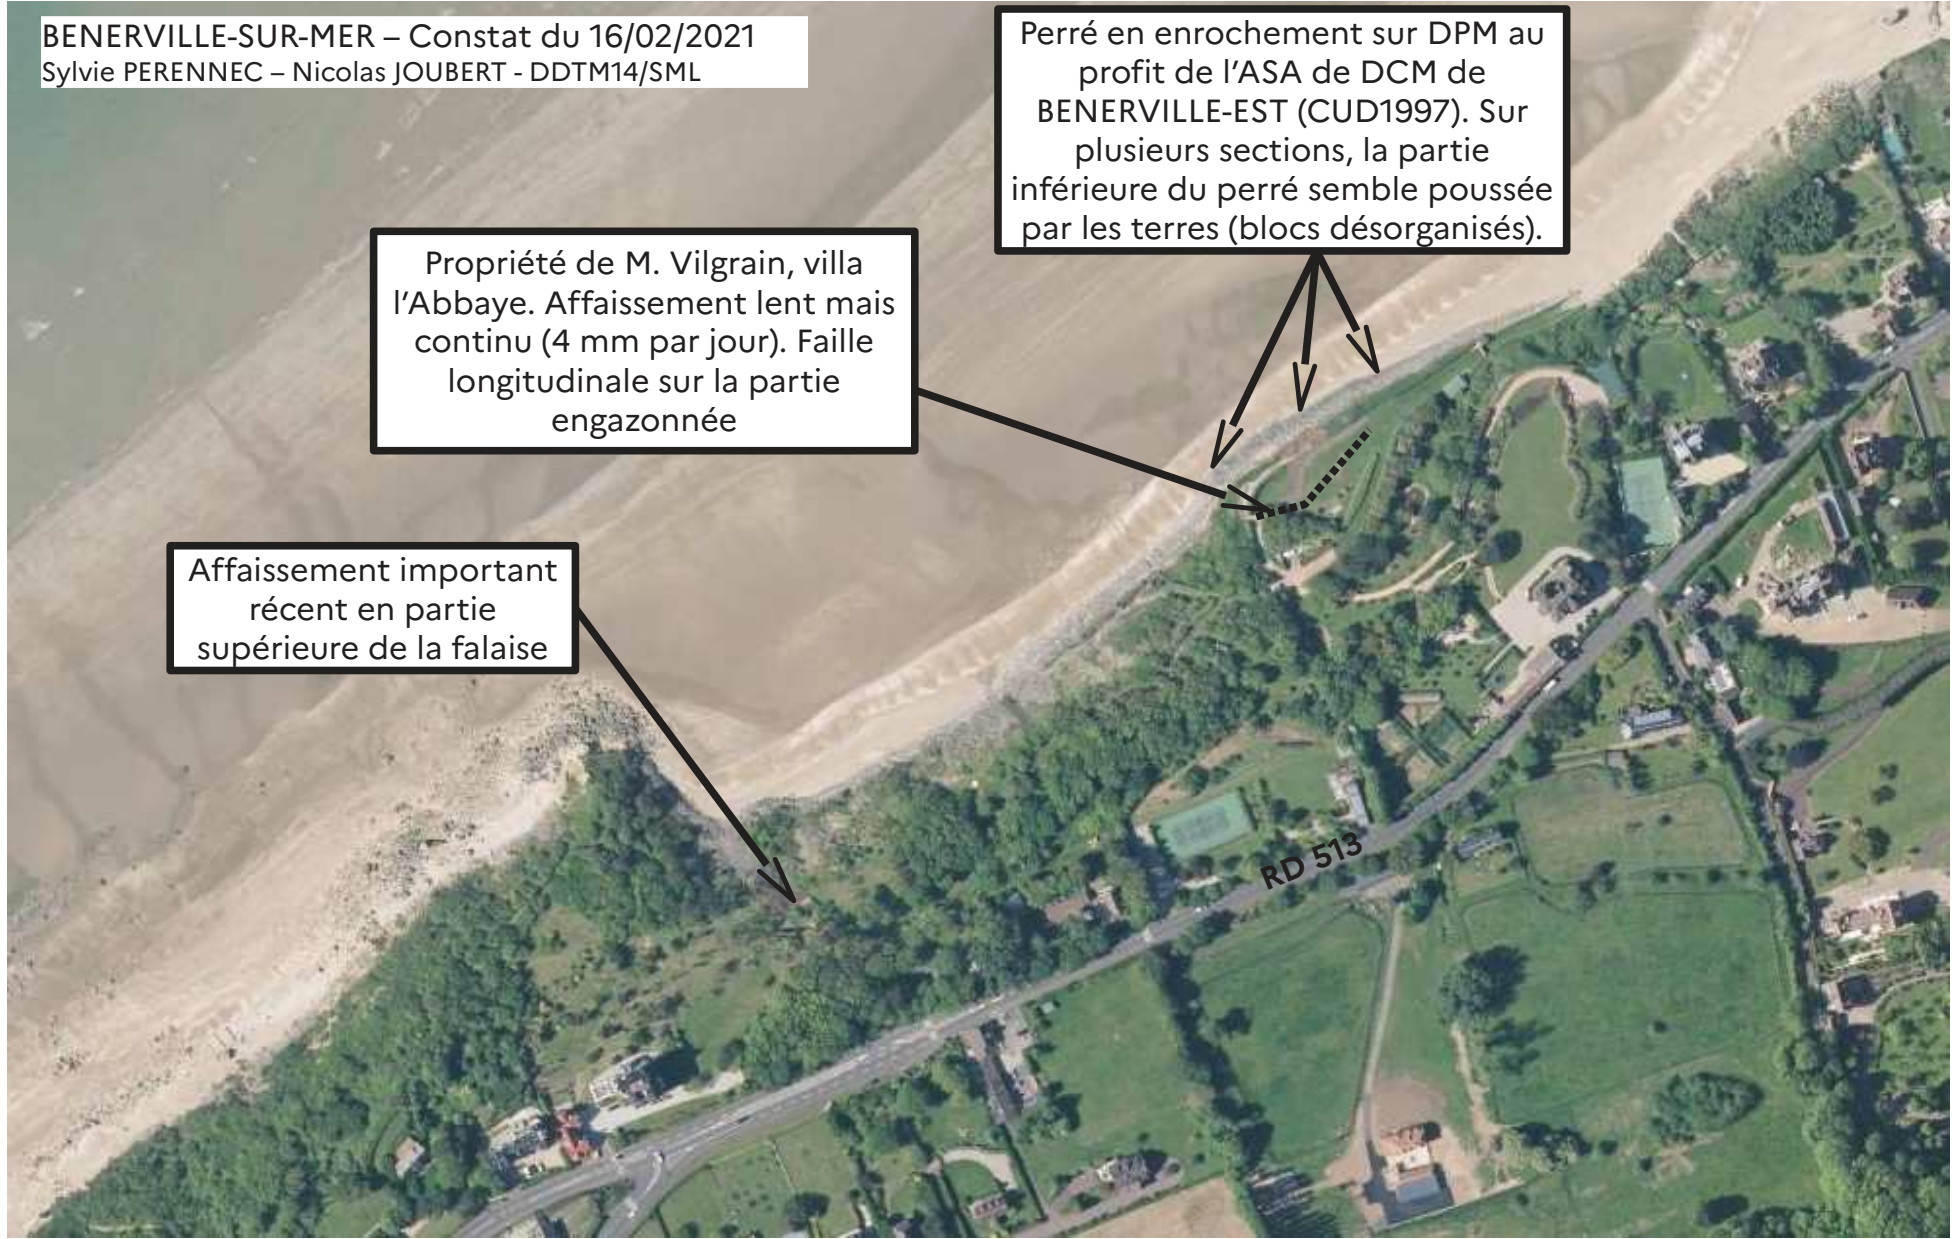 BENERVILLE-SUR-MER – Constat du 16/02/2021
Sylvie PERENNEC – Nicolas JOUBERT - DDTM14/SML
Perré en enrochement sur DPM au
profit de l’ASA de DCM de
BENERVILLE-EST (CUD1997). Sur
plusieurs sections, la partie
inférieure du perré semble poussée
par les terres (blocs désorganisés).
Propriété de M. Vilgrain, villa
l’Abbaye. Affaissement lent mais
continu (4 mm par jour). Faille
longitudinale sur la partie
engazonnée
Affaissement important
récent en partie
supérieure de la falaise
RD 513